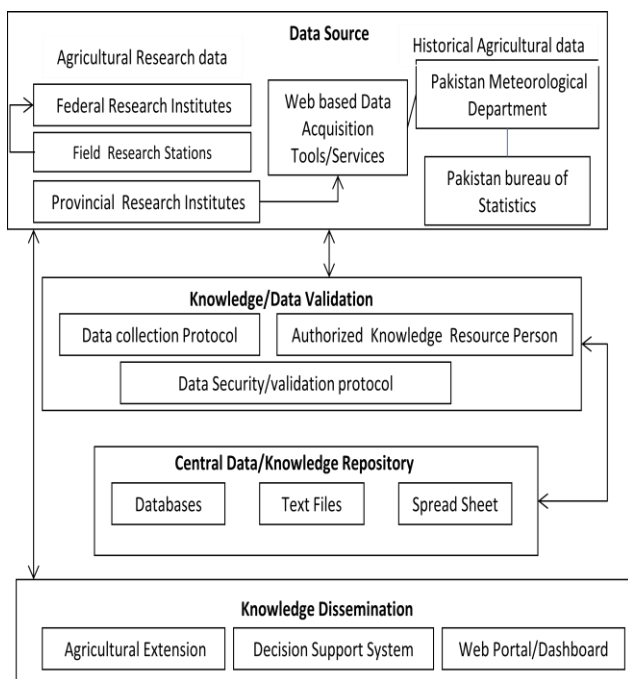 Data Source
Agricultural Research data
Historical Agricultural data
Federal Research Institutes
Field Research Stations
Provincial Research Institutes
Web based Data
Acquisition
Tools/Services
Pakistan Meteorological
Department
Pakistan bureau of
Statistics
Knowledge/Data Validation
Data collection Protocol
Authorized Knowledge Resource Person
Data Security/validation protocol
Central Data/Knowledge Repository
Databases
Text Files
Spread Sheet
Knowledge Dissemination
Agricultural Extension
Decision Support System
Web Portal/Dashboard